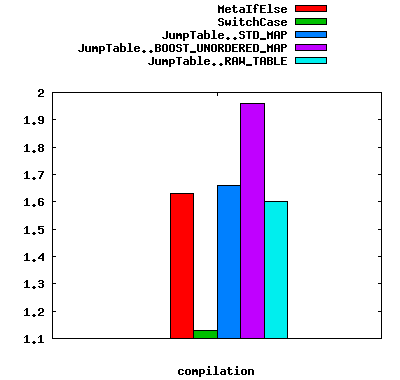 MetaIfElse
SwitchCase
JumpTable..STD_MAP
JumpTable..BOOST_UNORDERED_MAP
JumpTable..RAW_TABLE
2
1.9
1.8
1.7
1.6
1.5
1.4
1.3
1.2
1.1
compilation